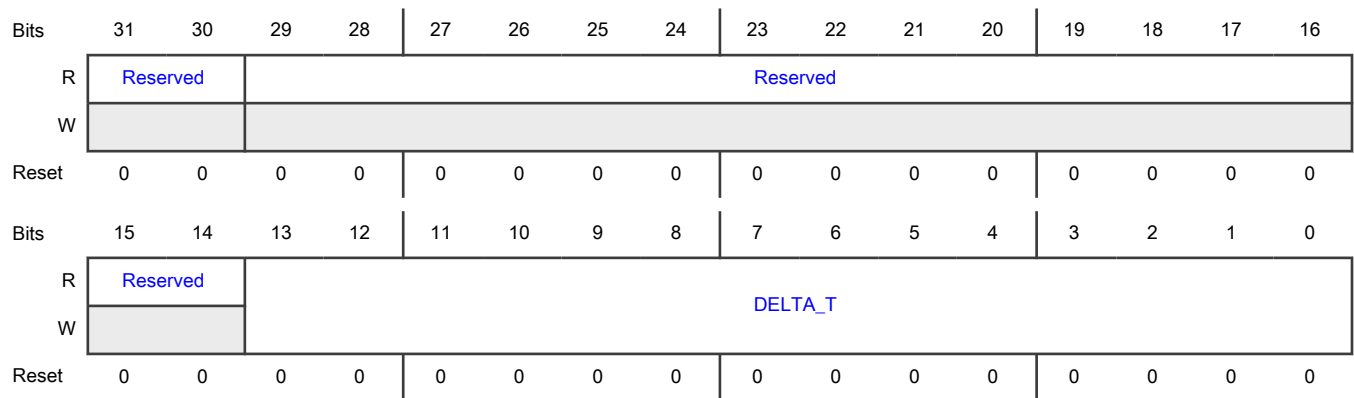 Bits 31 30 29 28 27 26 25 24 23 22 21 20 19 18 17 16
R Reserved Reserved
W
Reset 0 0 0 0 0 0 0 0 0 0 0 0 0 0 0 0
Bits 15 14 13 12 11 10 9 8 7 6 5 4 3 2 1 0
R Reserved DELTA_T
W
Reset 0 0 0 0 0 0 0 0 0 0 0 0 0 0 0 0